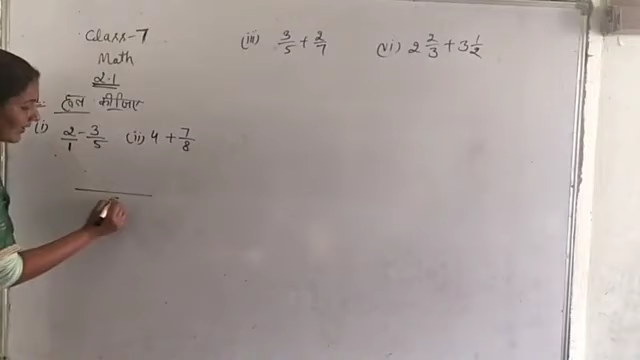 Class-7
Math
2.1
हल कीजिए
(i) 2/1 - 3/5 (ii) 4 + 7/8
(iii) 3/5 + 2/7 (vi) 2 2/3 + 3 1/2